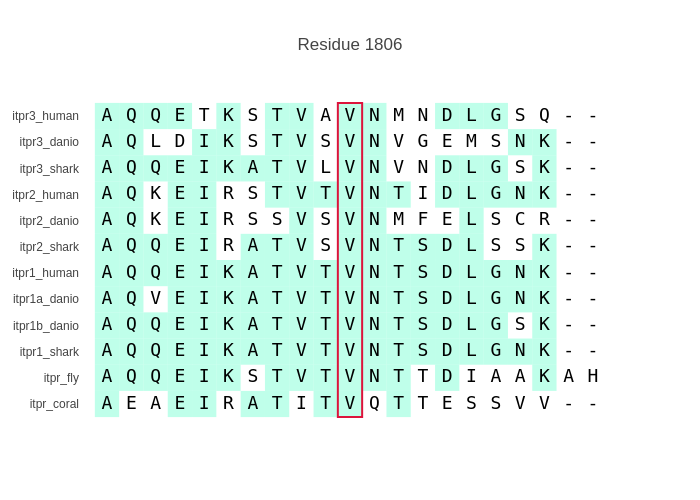 Residue 1806
itpr3_human A Q Q E T K S T V A V N M N D L G S Q - -
itpr3_danio A Q L D I K S T V S V N V G E M S N K - -
itpr3_shark A Q Q E I K A T V L V N V N D L G S K - -
itpr2_human A Q K E I R S T V T V N T I D L G N K - -
itpr2_danio A Q K E I R S S V S V N M F E L S C R - -
itpr2_shark A Q Q E I R A T V S V N T S D L S S K - -
itpr1_human A Q Q E I K A T V T V N T S D L G N K - -
itpr1a_danio A Q V E I K A T V T V N T S D L G N K - -
itpr1b_danio A Q Q E I K A T V T V N T S D L G S K - -
itpr1_shark A Q Q E I K A T V T V N T S D L G N K - -
itpr_fly A Q Q E I K S T V T V N T T D I A A K A H
itpr_coral A E A E I R A T I T V Q T T E S S V V - -